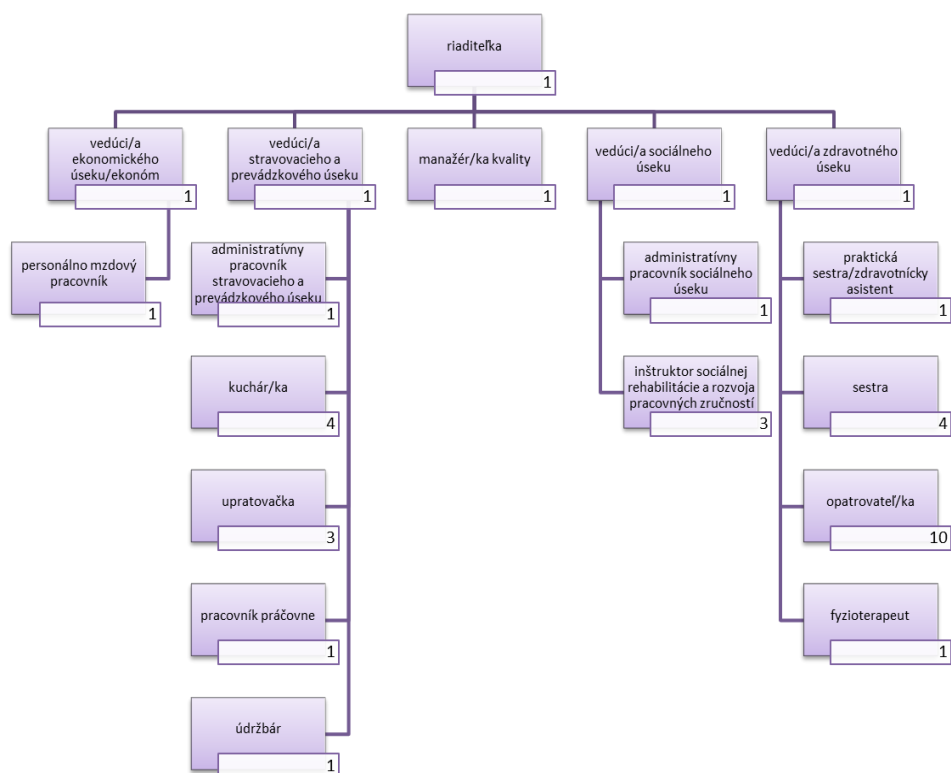 riaditeľka
1
vedúci/a
ekonomického
úseku/ekonóm
1
vedúci/a
stravovacieho a
prevádzkového úseku
1
manažér/ka kvality
1
vedúci/a sociálneho
úseku
1
vedúci/a zdravotného
úseku
1
personálno mzdový
pracovník
1
administratívny
pracovník
stravovacieho a
prevádzkového úseku
1
administratívny
pracovník sociálneho
úseku
1
praktická
sestra/zdravotnícky
asistent
1
kuchár/ka
4
inštruktor sociálnej
rehabilitácie a rozvoja
pracovných zručností
3
sestra
4
upratovačka
3
opatrovateľ/ka
10
pracovník práčovne
1
fyzioterapeut
1
údržbár
1